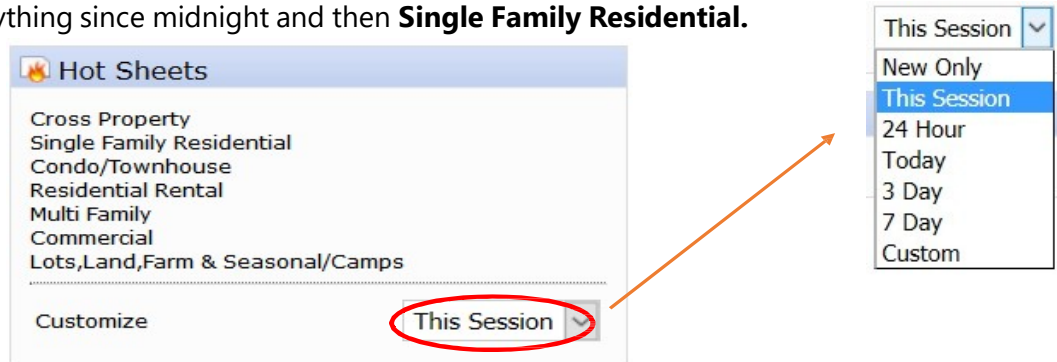 ything since midnight and then Single Family Residential.
Hot Sheets
Cross Property
Single Family Residential
Condo/Townhouse
Residential Rental
Multi Family
Commercial
Lots,Land,Farm & Seasonal/Camps
Customize This Session
This Session
New Only
This Session
24 Hour
Today
3 Day
7 Day
Custom